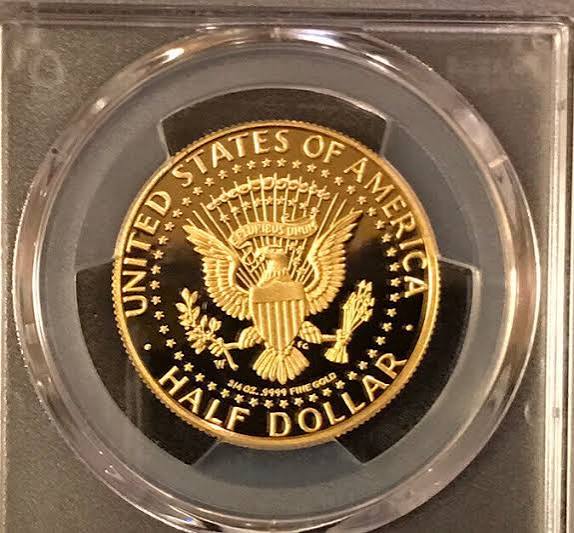 UNITED STATES OF AMERICA
E PLURIBUS UNUM
FG
3/4 OZ. .9999 FINE GOLD
HALF DOLLAR